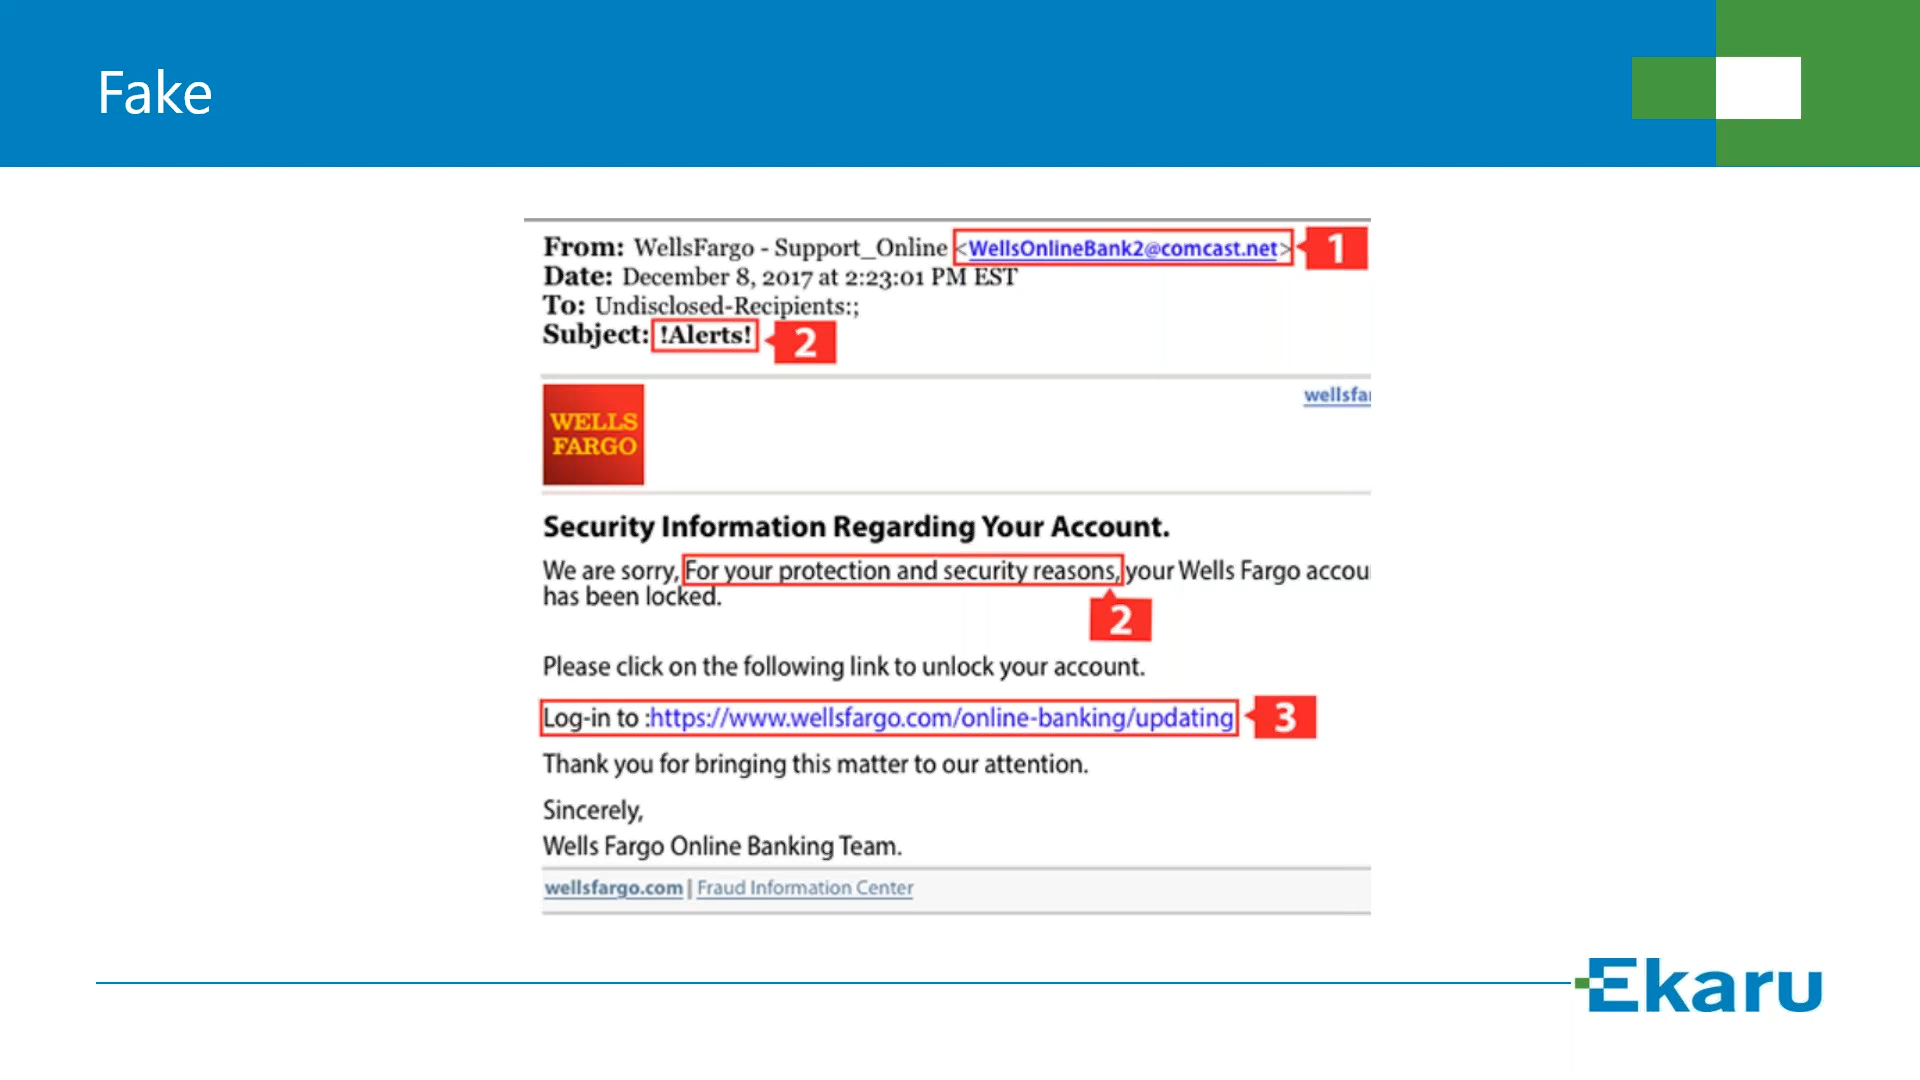 Fake
From: WellsFargo - Support_Online <WellsOnlineBank2@comcast.net> 1
Date: December 8, 2017 at 2:23:01 PM EST
To: Undisclosed-Recipients:;
Subject: !Alerts! 2
wellsfa
WELLS
FARGO
Security Information Regarding Your Account.
We are sorry, For your protection and security reasons, your Wells Fargo accou
has been locked.
2
Please click on the following link to unlock your account.
Log-in to :https://www.wellsfargo.com/online-banking/updating 3
Thank you for bringing this matter to our attention.
Sincerely,
Wells Fargo Online Banking Team.
wellsfargo.com | Fraud Information Center
Ekaru